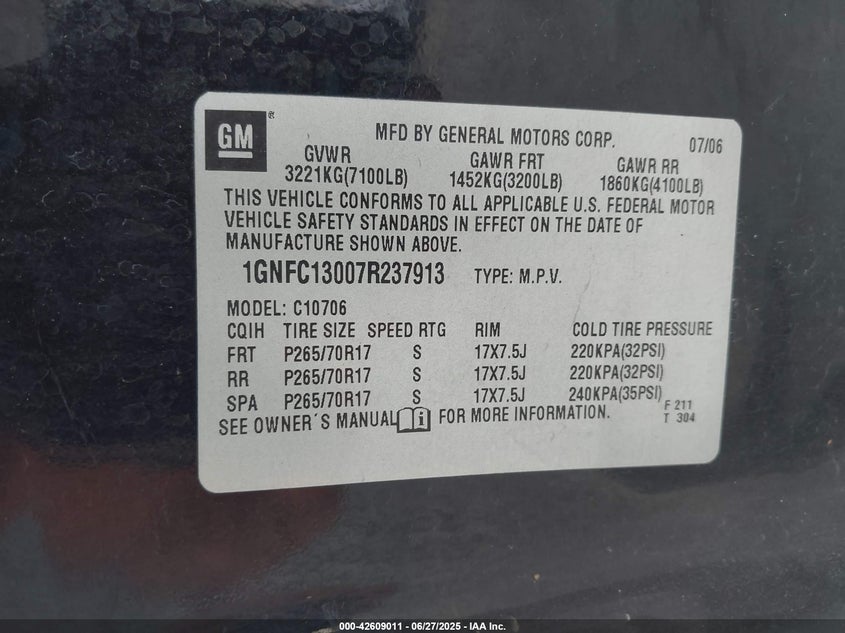 GM ®
MFD BY GENERAL MOTORS CORP. 07/06
GVWR GAWR FRT GAWR RR
3221KG(7100LB) 1452KG(3200LB) 1860KG(4100LB)
THIS VEHICLE CONFORMS TO ALL APPLICABLE U.S. FEDERAL MOTOR
VEHICLE SAFETY STANDARDS IN EFFECT ON THE DATE OF
MANUFACTURE SHOWN ABOVE.
1GNFC13007R237913 TYPE: M.P.V.
MODEL: C10706
CQIH TIRE SIZE SPEED RTG RIM COLD TIRE PRESSURE
FRT P265/70R17 S 17X7.5J 220KPA(32PSI)
RR P265/70R17 S 17X7.5J 220KPA(32PSI)
SPA P265/70R17 S 17X7.5J 240KPA(35PSI)
SEE OWNER'S MANUAL FOR MORE INFORMATION.
F 211
T 304
000-42609011 - 06/27/2025 - IAA Inc.